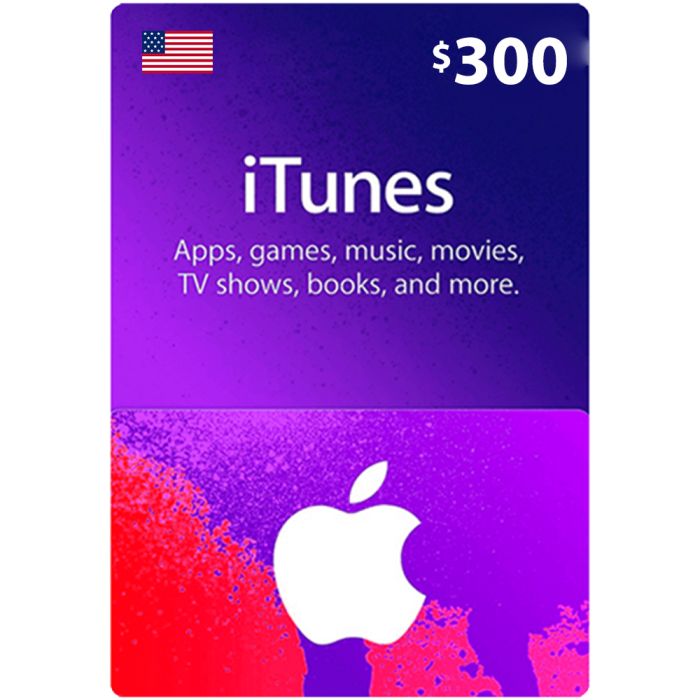 $300
iTunes
Apps, games, music, movies,
TV shows, books, and more.